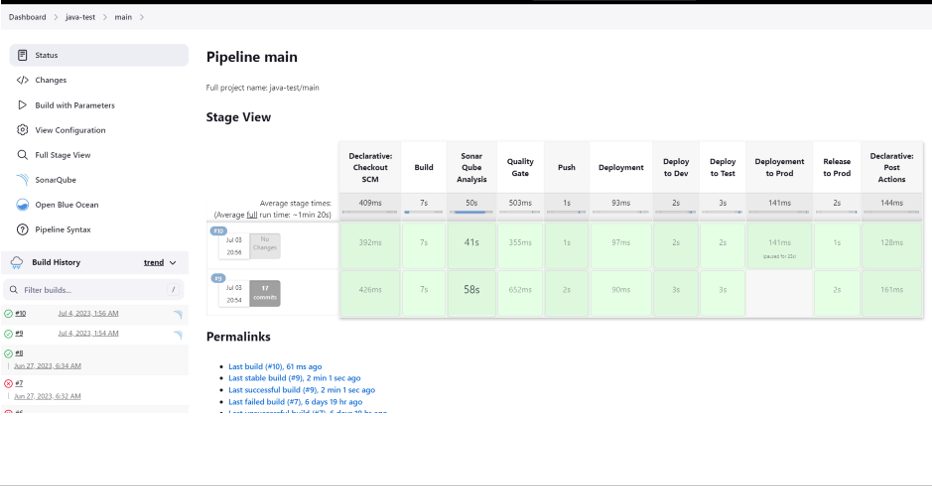 Dashboard > java-test > main >
Status
Changes
Build with Parameters
View Configuration
Full Stage View
SonarQube
Open Blue Ocean
Pipeline Syntax
Build History trend
Filter builds... /
#10 Jul 4, 2023, 1:56 AM
#9 Jul 4, 2023, 1:54 AM
#8
Jun 27, 2023, 6:34 AM
#7
Jun 27, 2023, 6:32 AM
Pipeline main
Full project name: java-test/main
Stage View
Declarative: Checkout SCM
Build
Sonar Qube Analysis
Quality Gate
Push
Deployment
Deploy to Dev
Deploy to Test
Deployement to Prod
Release to Prod
Declarative: Post Actions
Average stage times: 409ms 7s 50s 503ms 1s 93ms 2s 3s 141ms 2s 144ms
(Average full run time: ~1min 20s)
#10
Jul 03 20:56
No Changes
392ms 7s 41s 355ms 1s 97ms 2s 2s 141ms 1s 128ms
#9
Jul 03 20:54
17 commits
426ms 7s 58s 652ms 2s 90ms 3s 3s 2s 161ms
Permalinks
Last build (#10), 61 ms ago
Last stable build (#9), 2 min 1 sec ago
Last successful build (#9), 2 min 1 sec ago
Last failed build (#7), 6 days 19 hr ago